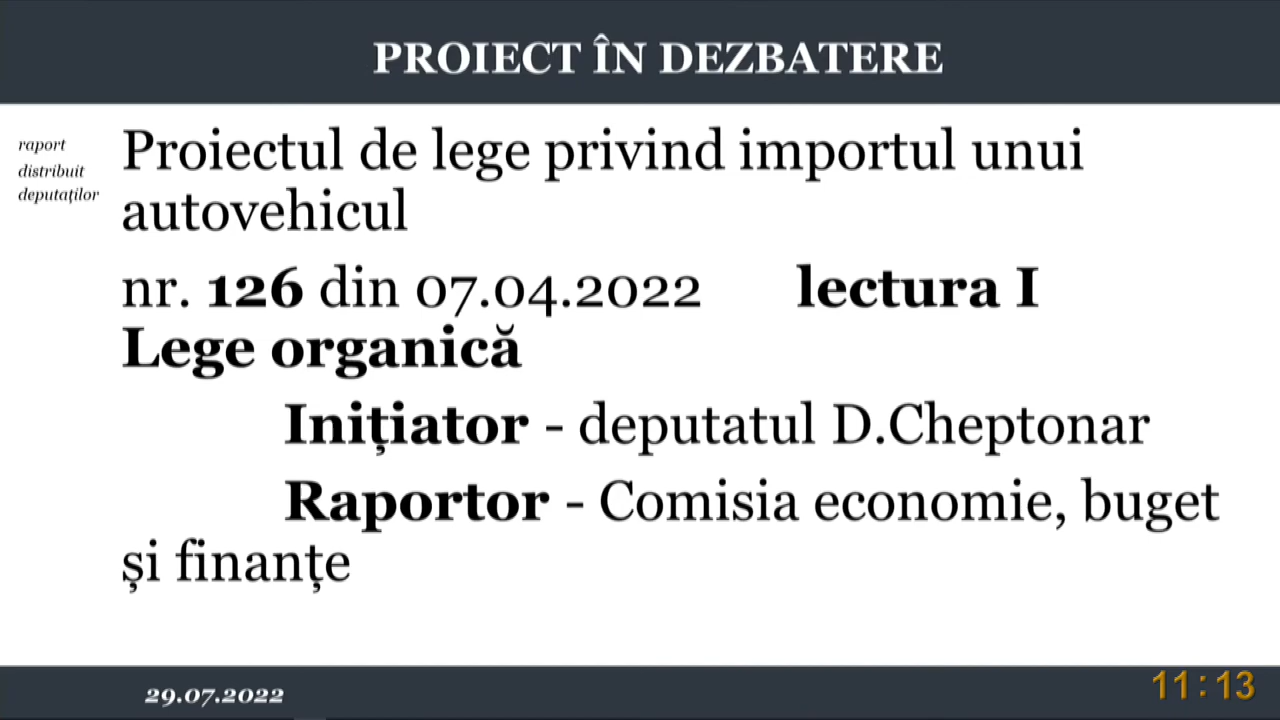 PROIECT ÎN DEZBATERE
raport
distribuit
deputaților
Proiectul de lege privind importul unui
autovehicul
nr. 126 din 07.04.2022 lectura I
Lege organică
Inițiator - deputatul D.Cheptonar
Raportor - Comisia economie, buget
și finanțe
29.07.2022
11:13